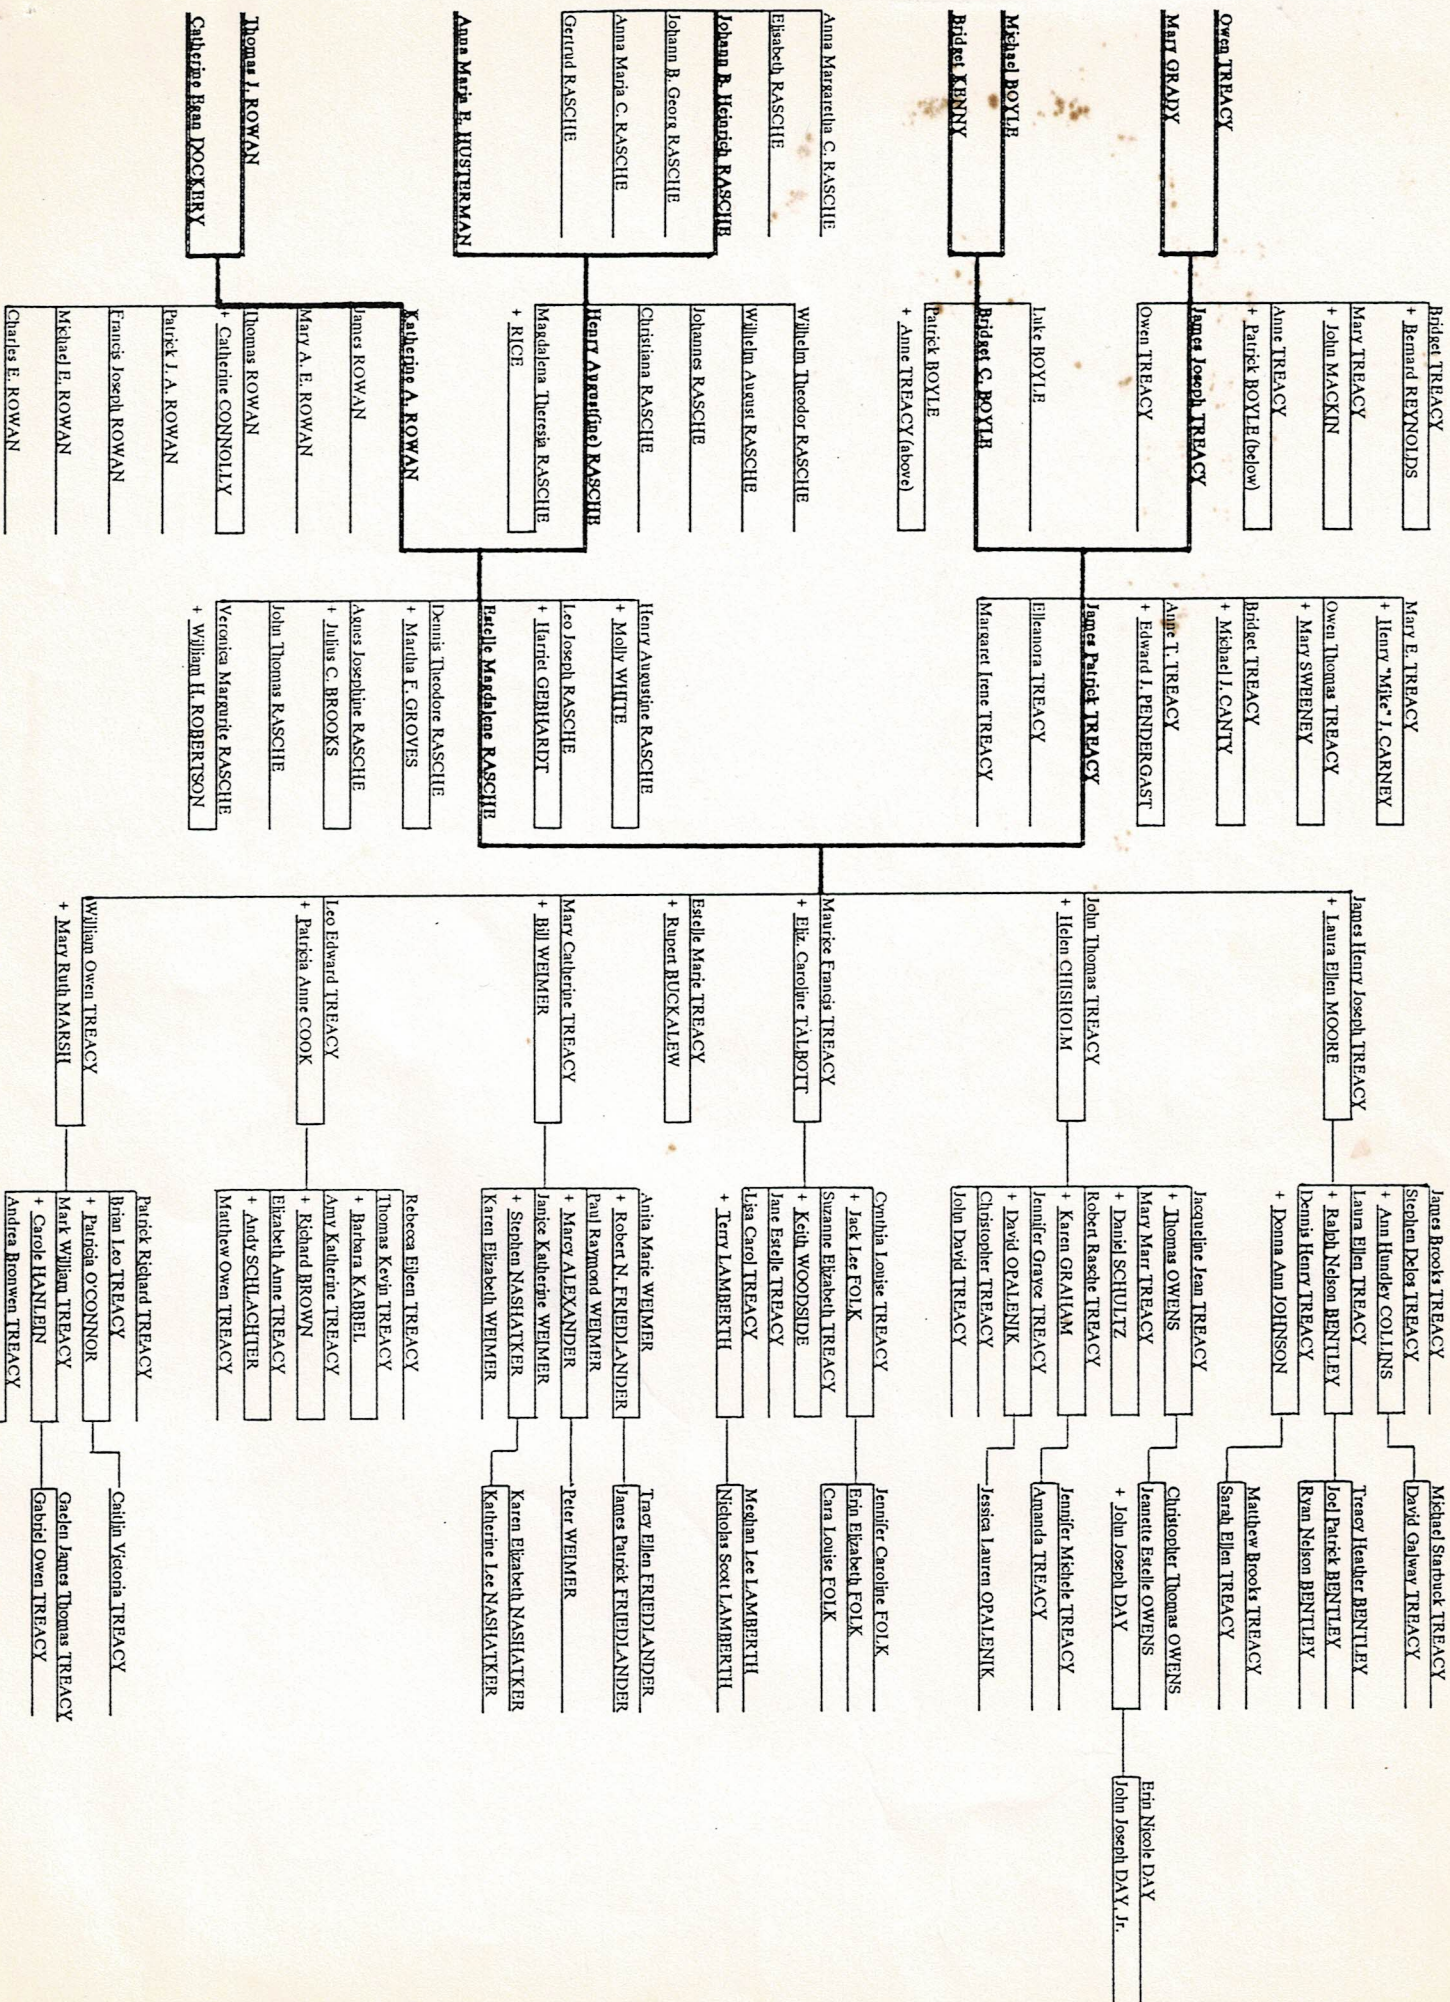 Owen TREACY
Mary GRADY
Michael BOYLE
Bridget KENNY
Anna Margaretha C. RASCHE
Elisabeth RASCHE
Johann B. Heinrich RASCHE
Johann B. Georg RASCHE
Anna Marja C. RASCHE
Gertrud RASCHE
Anna Marja E. HUSTERMAN
Thomas J. ROWAN
Catherine Egan DOCKERY
Bridget TREACY
+ Bernard REYNOLDS
Mary TREACY
+ John MACKIN
Anne TREACY
+ Patrick BOYLE (below)
James Joseph TREACY
Owen TREACY
Luke BOYLE
Bridget C. BOYLE
Patrick BOYLE
+ Anne TREACY (above)
Wilhelm Theodor RASCHE
Wilhelm August RASCHE
Johannes RASCHE
Christiana RASCHE
Henry August(ine) RASCHE
Magdalena Theresia RASCHE
+ RICE
Katherine A. ROWAN
James ROWAN
Mary A. E. ROWAN
Thomas ROWAN
+ Catherine CONNOLLY
Patrick J. A. ROWAN
Francis Joseph ROWAN
Michael E. ROWAN
Charles E. ROWAN
Mary E. TREACY
+ Henry "Mike" J. CARNEY
Owen Thomas TREACY
+ Mary SWEENEY
Bridget TREACY
+ Michael J. CANTY
Anne T. TREACY
+ Edward J. PENDERGAST
James Patrick TREACY
Elleanora TREACY
Margaret Irene TREACY
Henry Augustine RASCHE
+ Molly WHITE
Leo Joseph RASCHE
+ Harriet GEBHARDT
Estelle Magdalene RASCHE
Dennis Theodore RASCHE
+ Martha F. GROVES
Agnes Josephine RASCHE
+ Julius C. BROOKS
John Thomas RASCHE
Veronica Margurite RASCHE
+ William H. ROBERTSON
James Henry Joseph TREACY
+ Laura Ellen MOORE
John Thomas TREACY
+ Helen CHISHOLM
Maurice Francis TREACY
+ Eliz. Caroline TALBOTT
Estelle Marie TREACY
+ Rupert BUCKALEW
Mary Catherine TREACY
+ Bill WEIMER
Leo Edward TREACY
+ Patricia Anne COOK
William Owen TREACY
+ Mary Ruth MARSH
James Brooks TREACY
Stephen Delos TREACY
+ Ann Hundley COLLINS
Laura Ellen TREACY
+ Ralph Nelson BENTLEY
Dennis Henry TREACY
+ Donna Ann JOHNSON
Jacqueline Jean TREACY
+ Thomas OWENS
Mary Marr TREACY
+ Daniel SCHULTZ
Robert Rasche TREACY
+ Karen GRAHAM
Jennifer Grayce TREACY
+ David OPALENIK
Christopher TREACY
John David TREACY
Cynthia Louise TREACY
+ Jack Lee FOLK
Suzanne Elizabeth TREACY
+ Keith WOODSIDE
Jane Estelle TREACY
Lisa Carol TREACY
+ Terry LAMBERTH
Anita Marie WEIMER
+ Robert N. FRIEDLANDER
Paul Raymond WEIMER
+ Marcy ALEXANDER
Janice Katherine WEIMER
+ Stephen NASHATKER
Karen Elizabeth WEIMER
Rebecca Eileen TREACY
Thomas Kevin TREACY
+ Barbara KABBEL
Amy Katherine TREACY
+ Richard BROWN
Elizabeth Anne TREACY
+ Andy SCHLACHTER
Matthew Owen TREACY
Patrick Richard TREACY
Brian Leo TREACY
+ Patricia O'CONNOR
Mark William TREACY
+ Carole HANLEIN
Andrea Bronwen TREACY
Michael Starbuck TREACY
David Galway TREACY
Treacy Heather BENTLEY
Joel Patrick BENTLEY
Ryan Nelson BENTLEY
Matthew Brooks TREACY
Sarah Ellen TREACY
Christopher Thomas OWENS
Jeanette Estelle OWENS
+ John Joseph DAY
Jennifer Michele TREACY
Amanda TREACY
Jessica Lauren OPALENIK
Jennifer Caroline FOLK
Erin Elizabeth FOLK
Cara Louise FOLK
Meghan Lee LAMBERTH
Nicholas Scott LAMBERTH
Tracy Ellen FRIEDLANDER
James Patrick FRIEDLANDER
Peter WEIMER
Karen Elizabeth NASHATKER
Katherine Lee NASHATKER
Caitlin Victoria TREACY
Gaelen James Thomas TREACY
Gabriel Owen TREACY
Erin Nicole DAY
John Joseph DAY, Jr.